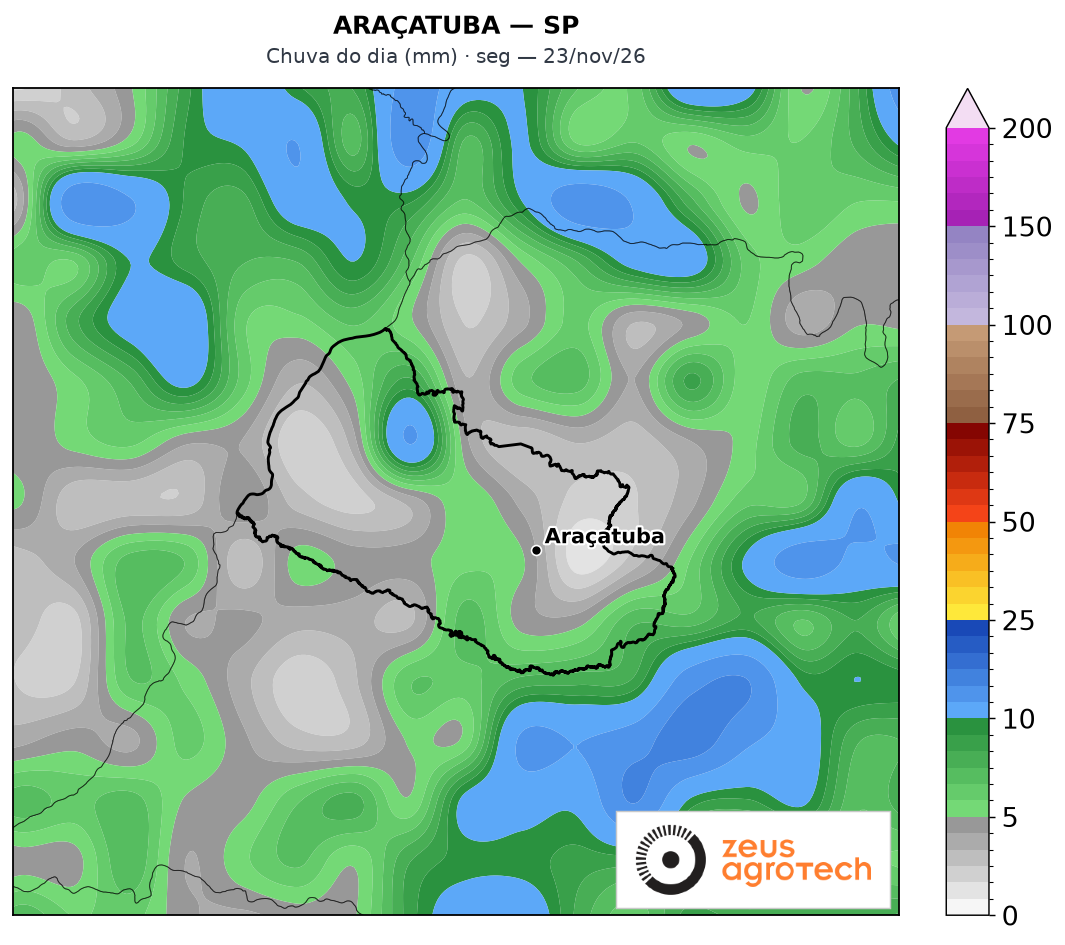 ARAÇATUBA — SP
Chuva do dia (mm) · seg — 23/nov/26
200
150
100
75
50
25
10
5
0
Araçatuba
zeus
agrotech